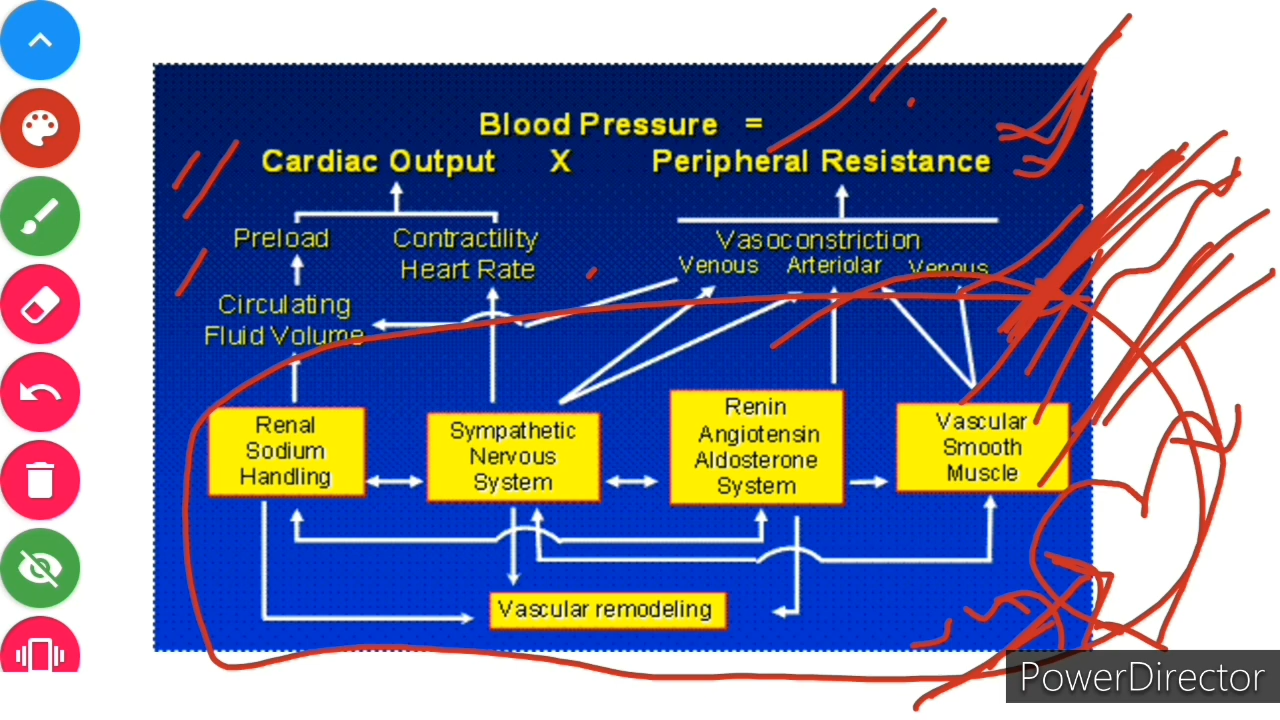 Blood Pressure =
Cardiac Output X Peripheral Resistance
Preload
Contractility
Heart Rate
Vasoconstriction
Venous Arteriolar Venous
Circulating
Fluid Volume
Renal
Sodium
Handling
Sympathetic
Nervous
System
Renin
Angiotensin
Aldosterone
System
Vascular
Smooth
Muscle
Vascular remodeling
PowerDirector